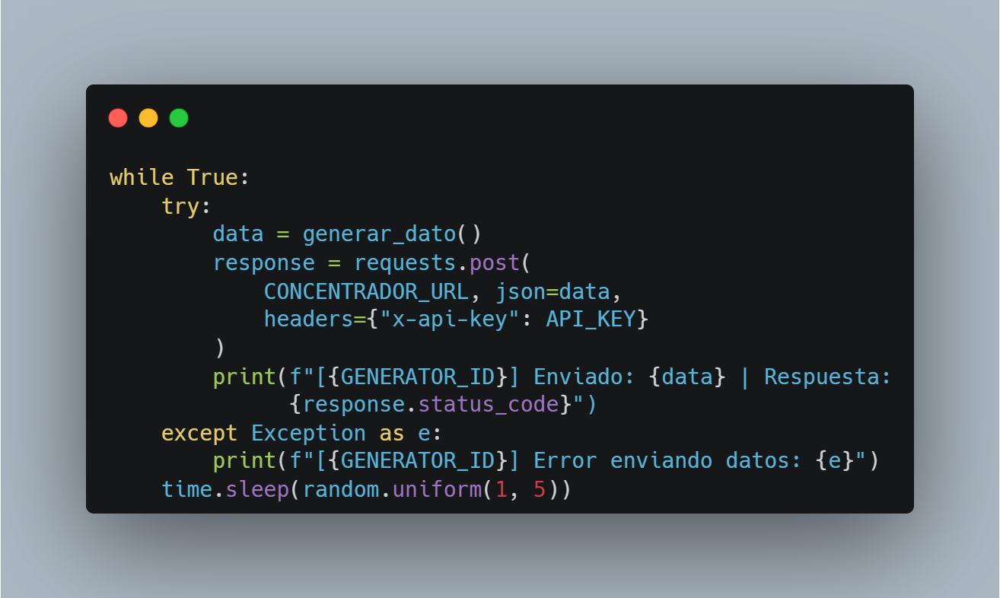 while True:
    try:
        data = generar_dato()
        response = requests.post(
            CONCENTRADOR_URL, json=data,
            headers={"x-api-key": API_KEY}
        )
        print(f"[{GENERATOR_ID}] Enviado: {data} | Respuesta:
              {response.status_code}")
    except Exception as e:
        print(f"[{GENERATOR_ID}] Error enviando datos: {e}")
    time.sleep(random.uniform(1, 5))